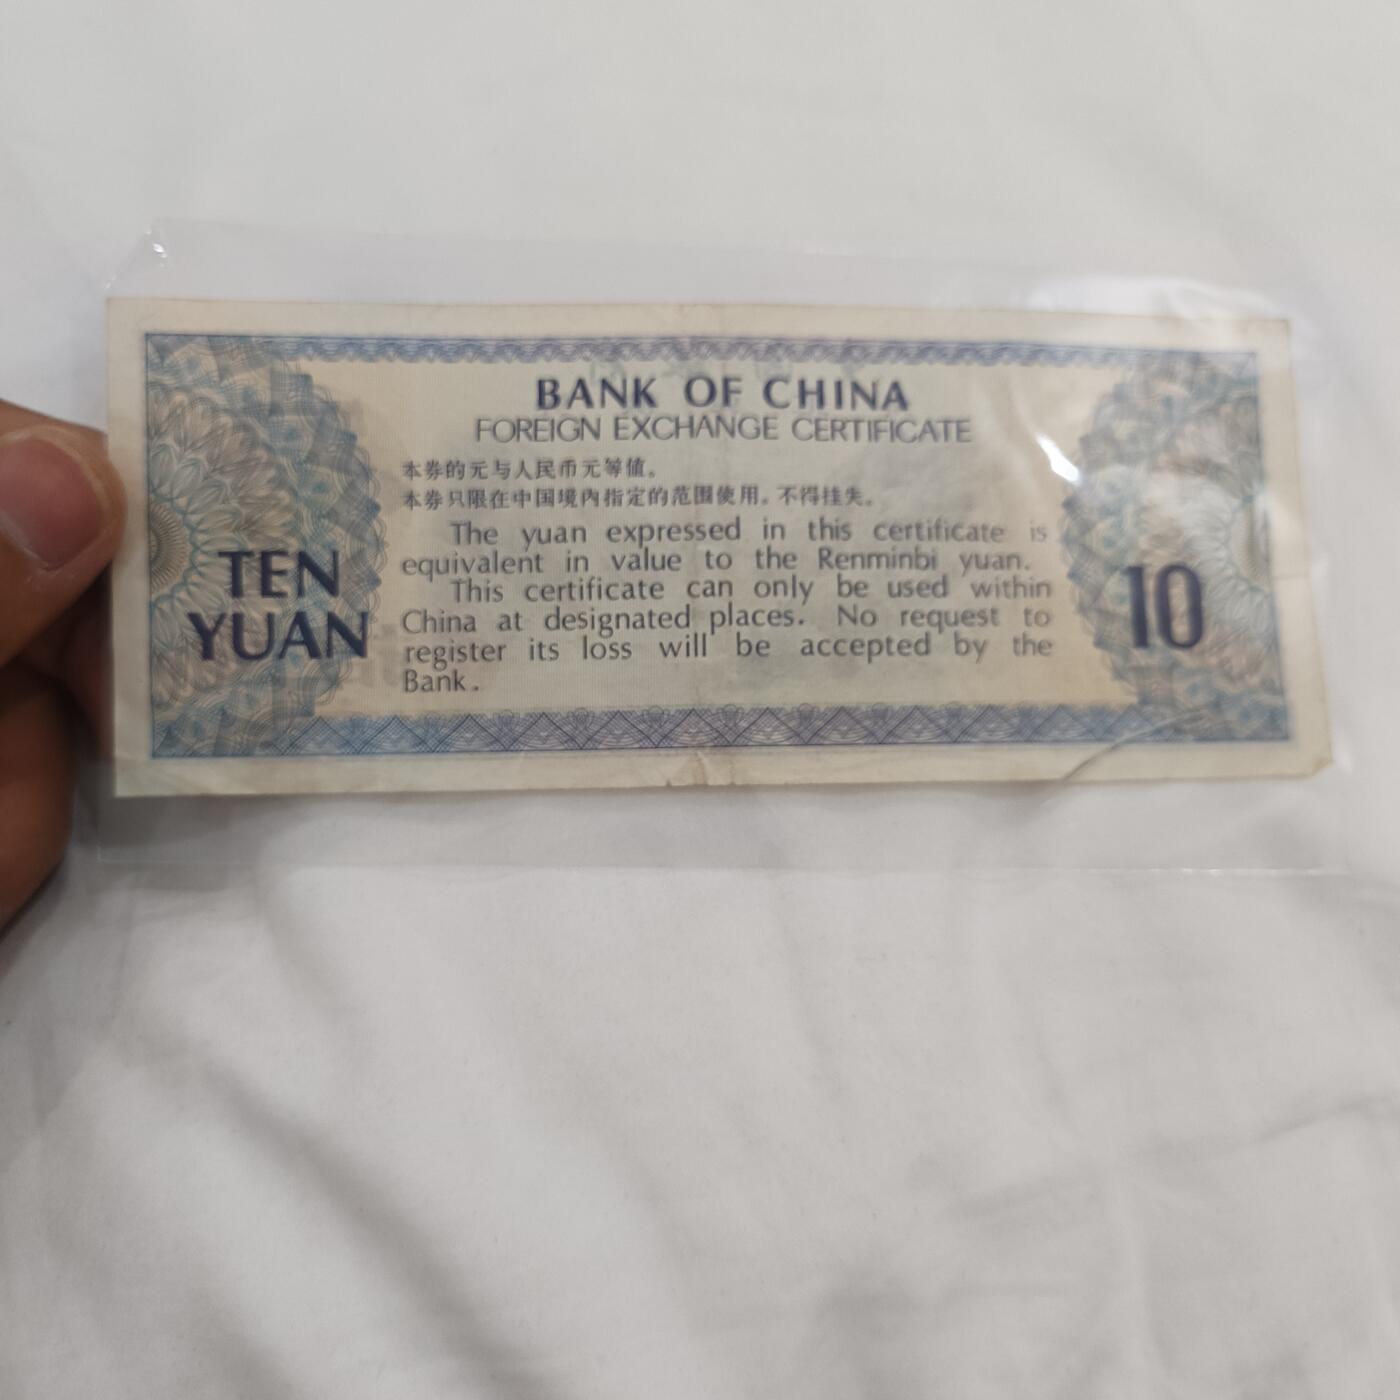 BANK OF CHINA
FOREIGN EXCHANGE CERTIFICATE
本券的元与人民币元等值。
本券只限在中国境内指定的范围使用。不得挂失。
The yuan expressed in this certificate is
equivalent in value to the Renminbi yuan.
This certificate can only be used within
China at designated places. No request to
register its loss will be accepted by the
Bank.
TEN
YUAN
10